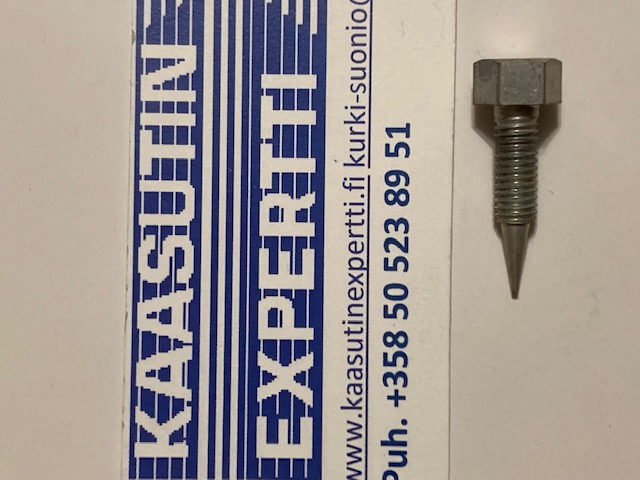 KAASUTIN
EXPERTTI
www.kaasutinexpertti.fi kurki-suonio@
Puh. +358 50 523 89 51